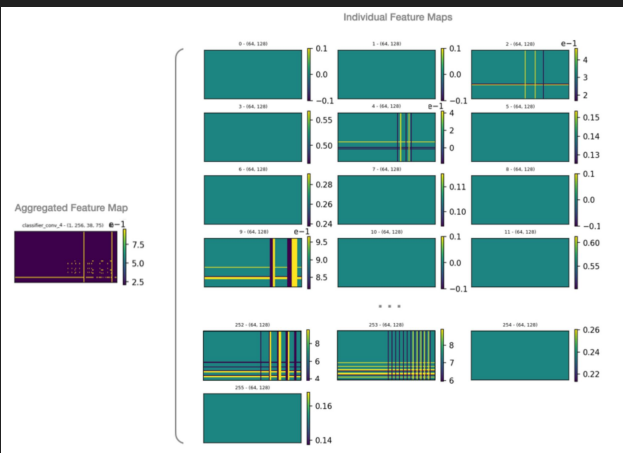 Individual Feature Maps
0 - (64, 128)
0.1
0.0
−0.1
1 - (64, 128)
0.1
0.0
−0.1
2 - (64, 128)
e−1
4
3
2
3 - (64, 128)
0.55
0.50
4 - (64, 128)
e−1
4
2
0
5 - (64, 128)
0.15
0.14
0.13
6 - (64, 128)
0.28
0.26
0.24
7 - (64, 128)
0.11
0.10
8 - (64, 128)
0.1
0.0
−0.1
Aggregated Feature Map
classifier_conv_4 - (1, 256, 38, 75)
e−1
7.5
5.0
2.5
9 - (64, 128)
e−1
9.5
9.0
8.5
10 - (64, 128)
0.1
0.0
−0.1
11 - (64, 128)
0.60
0.55
* * *
252 - (64, 128)
8
6
4
253 - (64, 128)
8
7
6
254 - (64, 128)
0.26
0.24
0.22
255 - (64, 128)
0.16
0.14